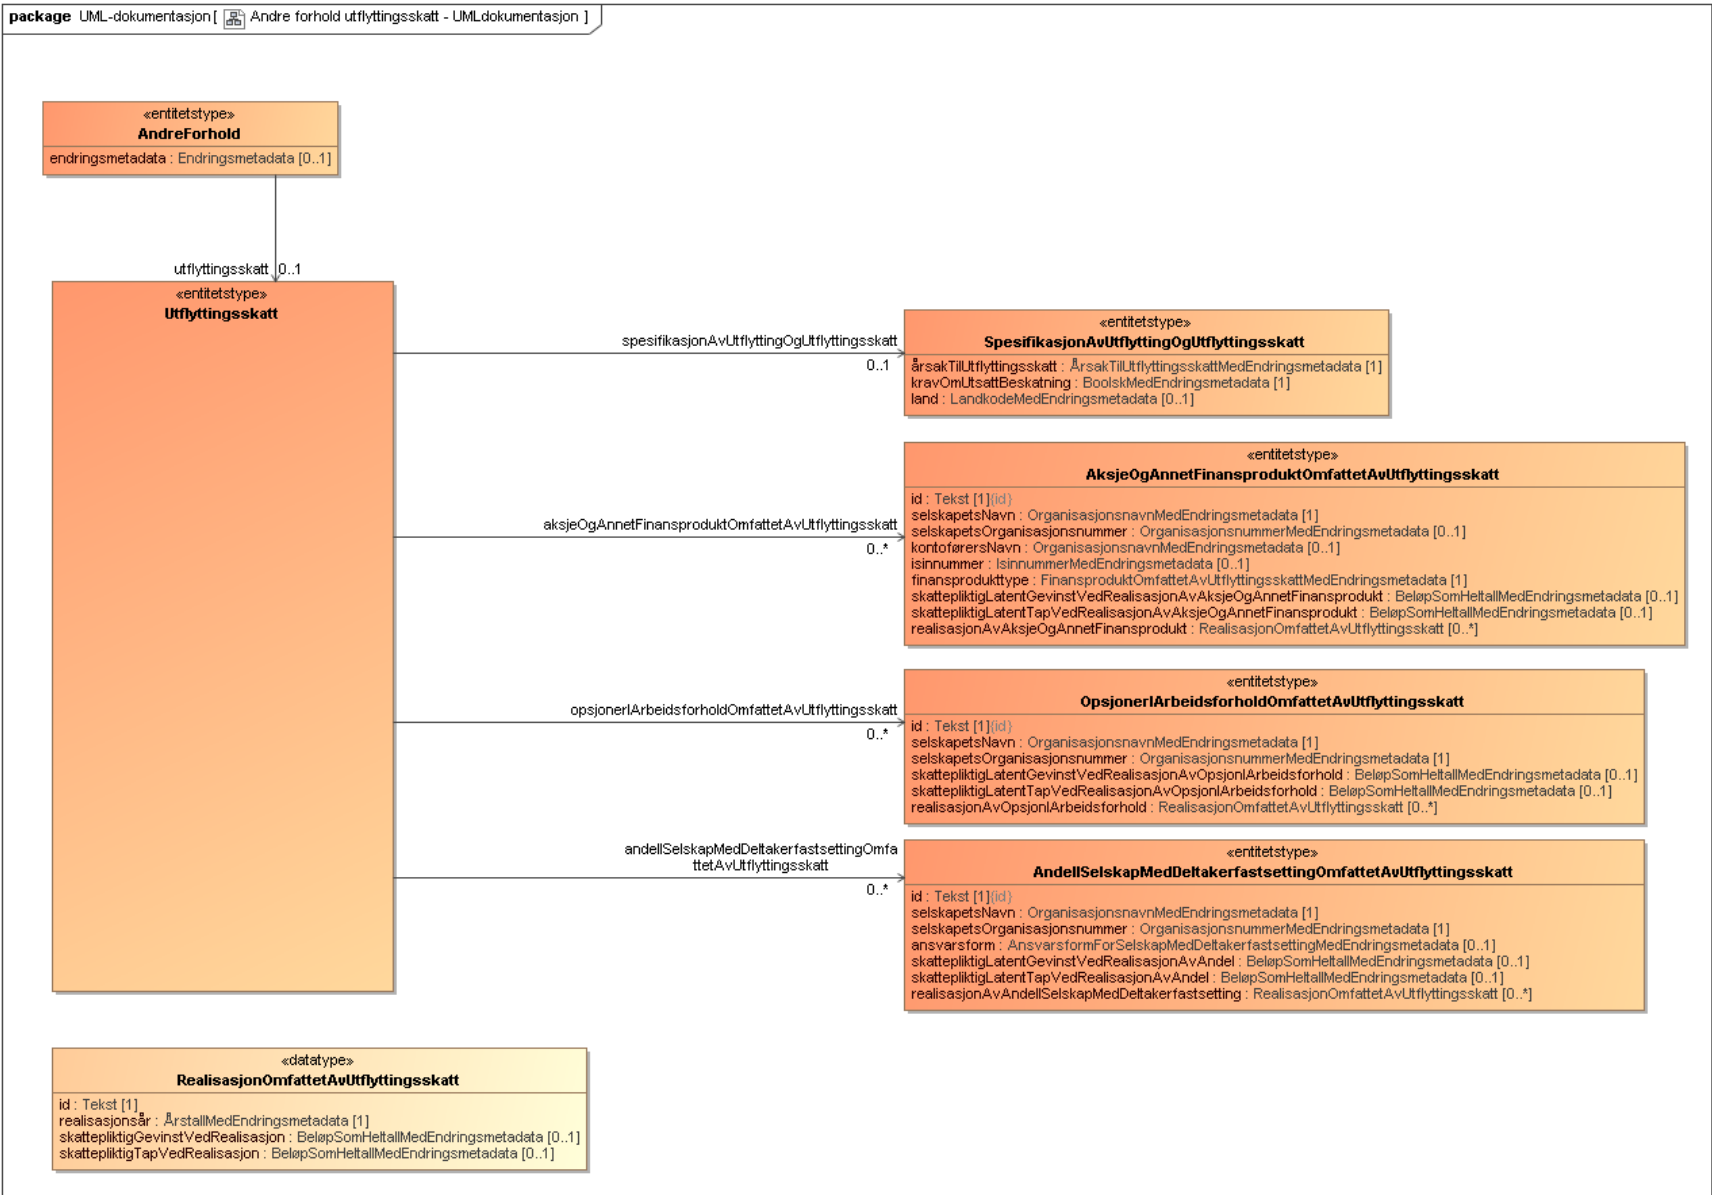 package UML-dokumentasjon[ Andre forhold utflyttingsskatt - UMLdokumentasjon ]
«entitetstype»
AndreForhold
endringsmetadata : Endringsmetadata [0..1]
utflyttingsskatt 0..1
«entitetstype»
Utflyttingsskatt
spesifikasjonAvUtflyttingOgUtflyttingsskatt
0..1
«entitetstype»
SpesifikasjonAvUtflyttingOgUtflyttingsskatt
årsakTilUtflyttingsskatt : ÅrsakTilUtflyttingsskattMedEndringsmetadata [1]
kravOmUtsattBeskatning : BoolskMedEndringsmetadata [1]
land : LandkodeMedEndringsmetadata [0..1]
aksjeOgAnnetFinansproduktOmfattetAvUtflyttingsskatt
0..*
«entitetstype»
AksjeOgAnnetFinansproduktOmfattetAvUtflyttingsskatt
id : Tekst [1]{id}
selskapetsNavn : OrganisasjonsnavnMedEndringsmetadata [1]
selskapetsOrganisasjonsnummer : OrganisasjonsnummerMedEndringsmetadata [0..1]
kontoførersNavn : OrganisasjonsnavnMedEndringsmetadata [0..1]
isinnummer : IsinnummerMedEndringsmetadata [0..1]
finansprodukttype : FinansproduktOmfattetAvUtflyttingsskattMedEndringsmetadata [1]
skattepliktigLatentGevinstVedRealisasjonAvAksjeOgAnnetFinansprodukt : BeløpSomHeltallMedEndringsmetadata [0..1]
skattepliktigLatentTapVedRealisasjonAvAksjeOgAnnetFinansprodukt : BeløpSomHeltallMedEndringsmetadata [0..1]
realisasjonAvAksjeOgAnnetFinansprodukt : RealisasjonOmfattetAvUtflyttingsskatt [0..*]
opsjonerIArbeidsforholdOmfattetAvUtflyttingsskatt
0..*
«entitetstype»
OpsjonerIArbeidsforholdOmfattetAvUtflyttingsskatt
id : Tekst [1]{id}
selskapetsNavn : OrganisasjonsnavnMedEndringsmetadata [1]
selskapetsOrganisasjonsnummer : OrganisasjonsnummerMedEndringsmetadata [1]
skattepliktigLatentGevinstVedRealisasjonAvOpsjonIArbeidsforhold : BeløpSomHeltallMedEndringsmetadata [0..1]
skattepliktigLatentTapVedRealisasjonAvOpsjonIArbeidsforhold : BeløpSomHeltallMedEndringsmetadata [0..1]
realisasjonAvOpsjonIArbeidsforhold : RealisasjonOmfattetAvUtflyttingsskatt [0..*]
andelISelskapMedDeltakerfastsettingOmfa
ttetAvUtflyttingsskatt
0..*
«entitetstype»
AndelISelskapMedDeltakerfastsettingOmfattetAvUtflyttingsskatt
id : Tekst [1]{id}
selskapetsNavn : OrganisasjonsnavnMedEndringsmetadata [1]
selskapetsOrganisasjonsnummer : OrganisasjonsnummerMedEndringsmetadata [1]
ansvarsform : AnsvarsformForSelskapMedDeltakerfastsettingMedEndringsmetadata [0..1]
skattepliktigLatentGevinstVedRealisasjonAvAndel : BeløpSomHeltallMedEndringsmetadata [0..1]
skattepliktigLatentTapVedRealisasjonAvAndel : BeløpSomHeltallMedEndringsmetadata [0..1]
realisasjonAvAndelISelskapMedDeltakerfastsetting : RealisasjonOmfattetAvUtflyttingsskatt [0..*]
«datatype»
RealisasjonOmfattetAvUtflyttingsskatt
id : Tekst [1]
realisasjonsår : ÅrstallMedEndringsmetadata [1]
skattepliktigGevinstVedRealisasjon : BeløpSomHeltallMedEndringsmetadata [0..1]
skattepliktigTapVedRealisasjon : BeløpSomHeltallMedEndringsmetadata [0..1]